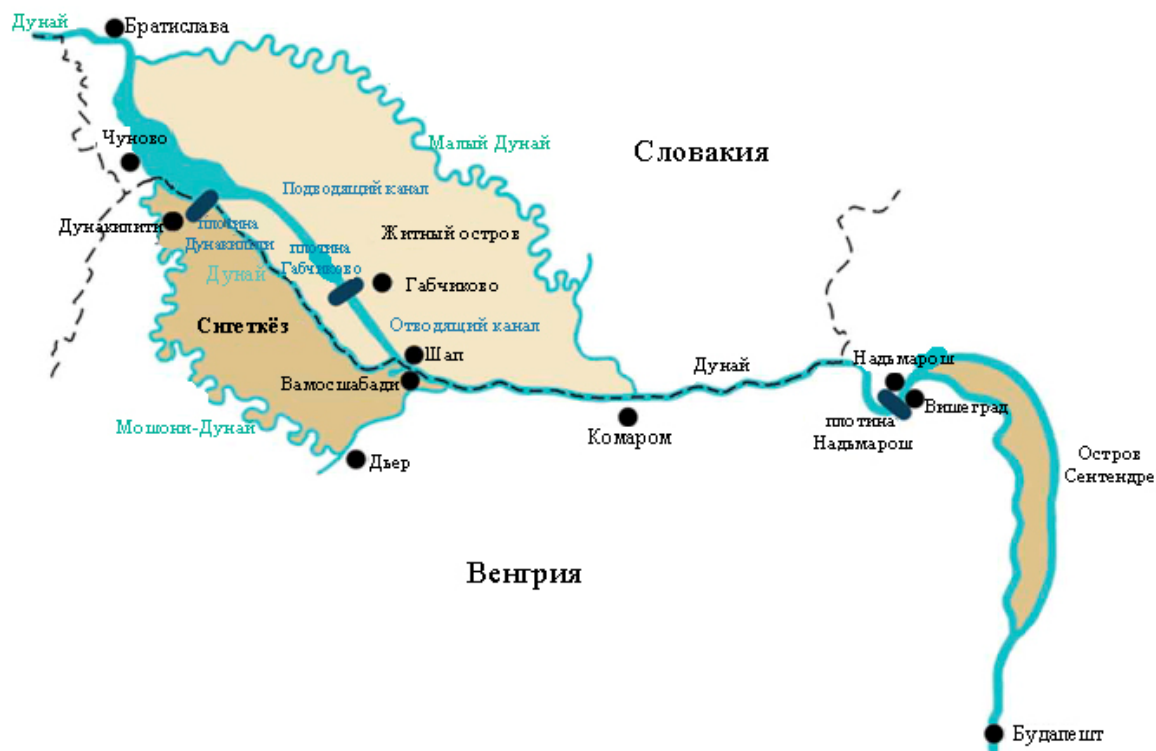 Дунай
Братислава
Чуново
Малый Дунай
Словакия
Подводящий канал
Дунакилити
плотина
Дунакилити
Житный остров
плотина
Габчиково
Дунай
Габчиково
Сигеткёз
Отводящий канал
Шап
Вамосшабади
Дунай
Надьмарош
Вишеград
плотина
Надьмарош
Мошони-Дунай
Комаром
Дьер
Остров
Сентендре
Венгрия
Будапешт